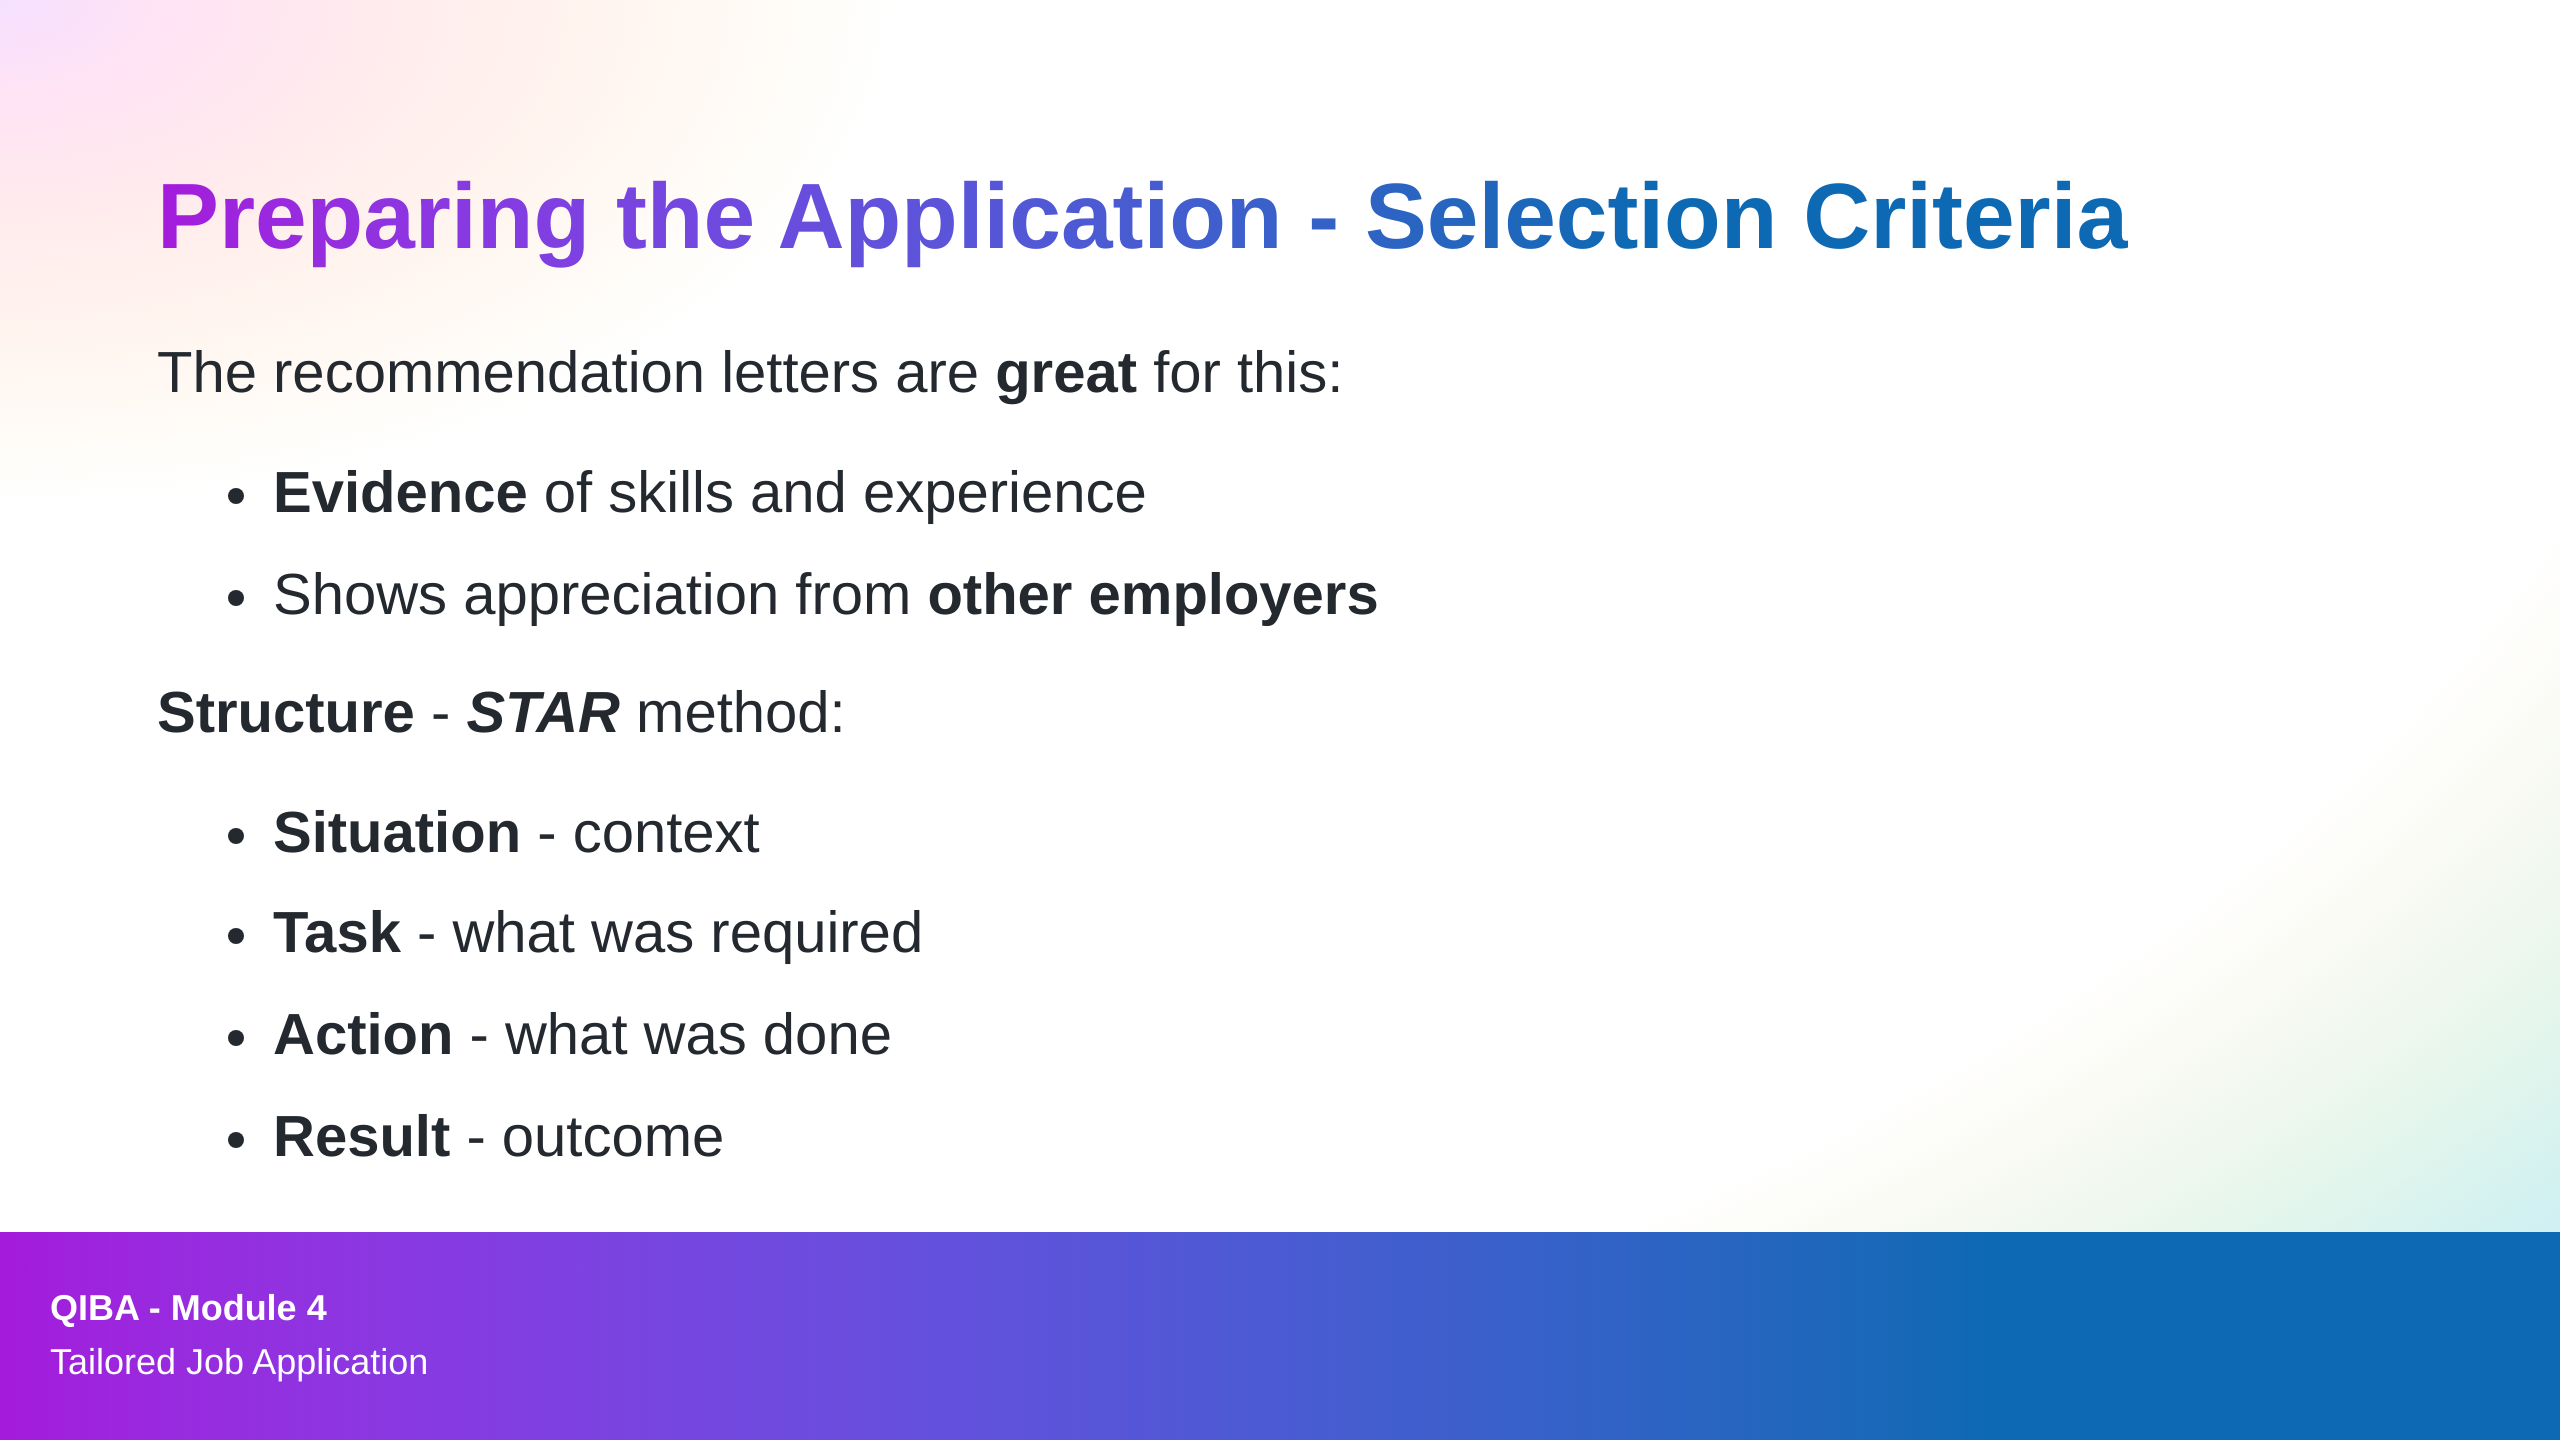 Preparing the Application - Selection Criteria
The recommendation letters are great for this:
• Evidence of skills and experience
• Shows appreciation from other employers
Structure - STAR method:
• Situation - context
• Task - what was required
• Action - what was done
• Result - outcome
QIBA - Module 4
Tailored Job Application